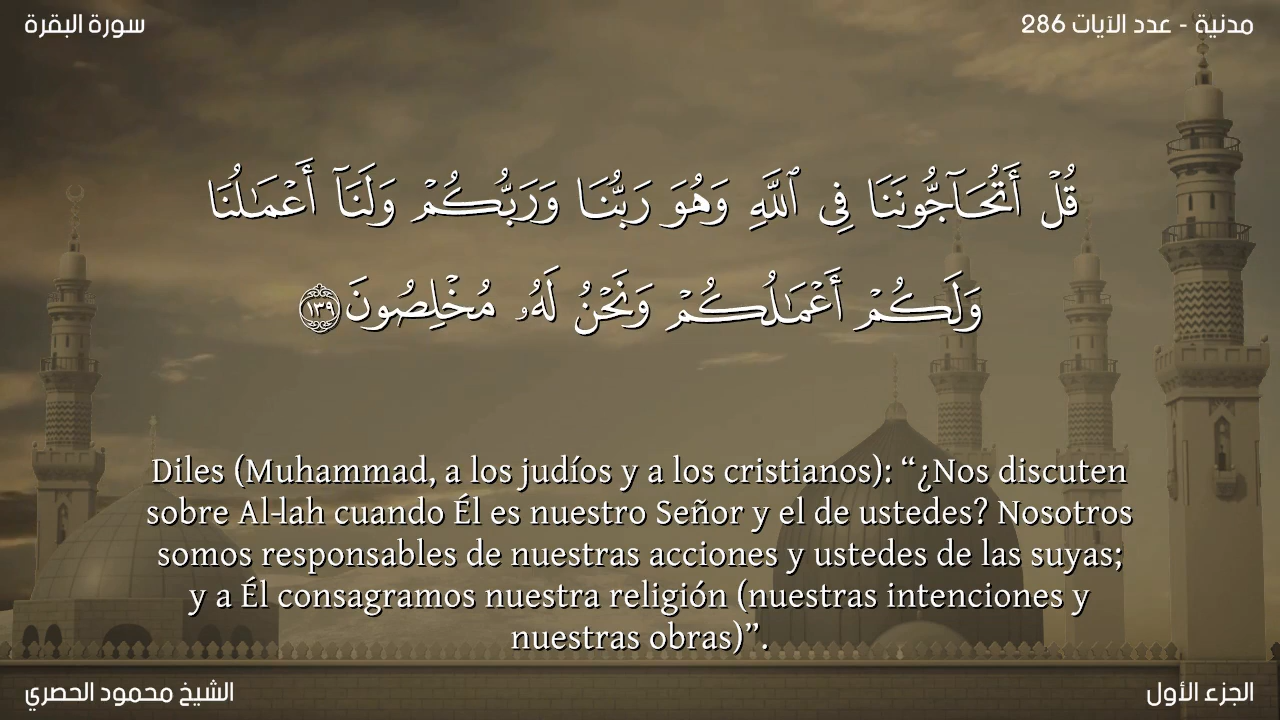 مدنية - عدد الآيات 286
سورة البقرة
قُلْ أَتُحَآجُّونَنَا فِى ٱللَّهِ وَهُوَ رَبُّنَا وَرَبُّكُمْ وَلَنَآ أَعْمَـٰلُنَا
وَلَكُمْ أَعْمَـٰلُكُمْ وَنَحْنُ لَهُۥ مُخْلِصُونَ ١٣٩
Diles (Muhammad, a los judíos y a los cristianos): “¿Nos discuten
sobre Al-lah cuando Él es nuestro Señor y el de ustedes? Nosotros
somos responsables de nuestras acciones y ustedes de las suyas;
y a Él consagramos nuestra religión (nuestras intenciones y
nuestras obras)”.
الجزء الأول
الشيخ محمود الحصري